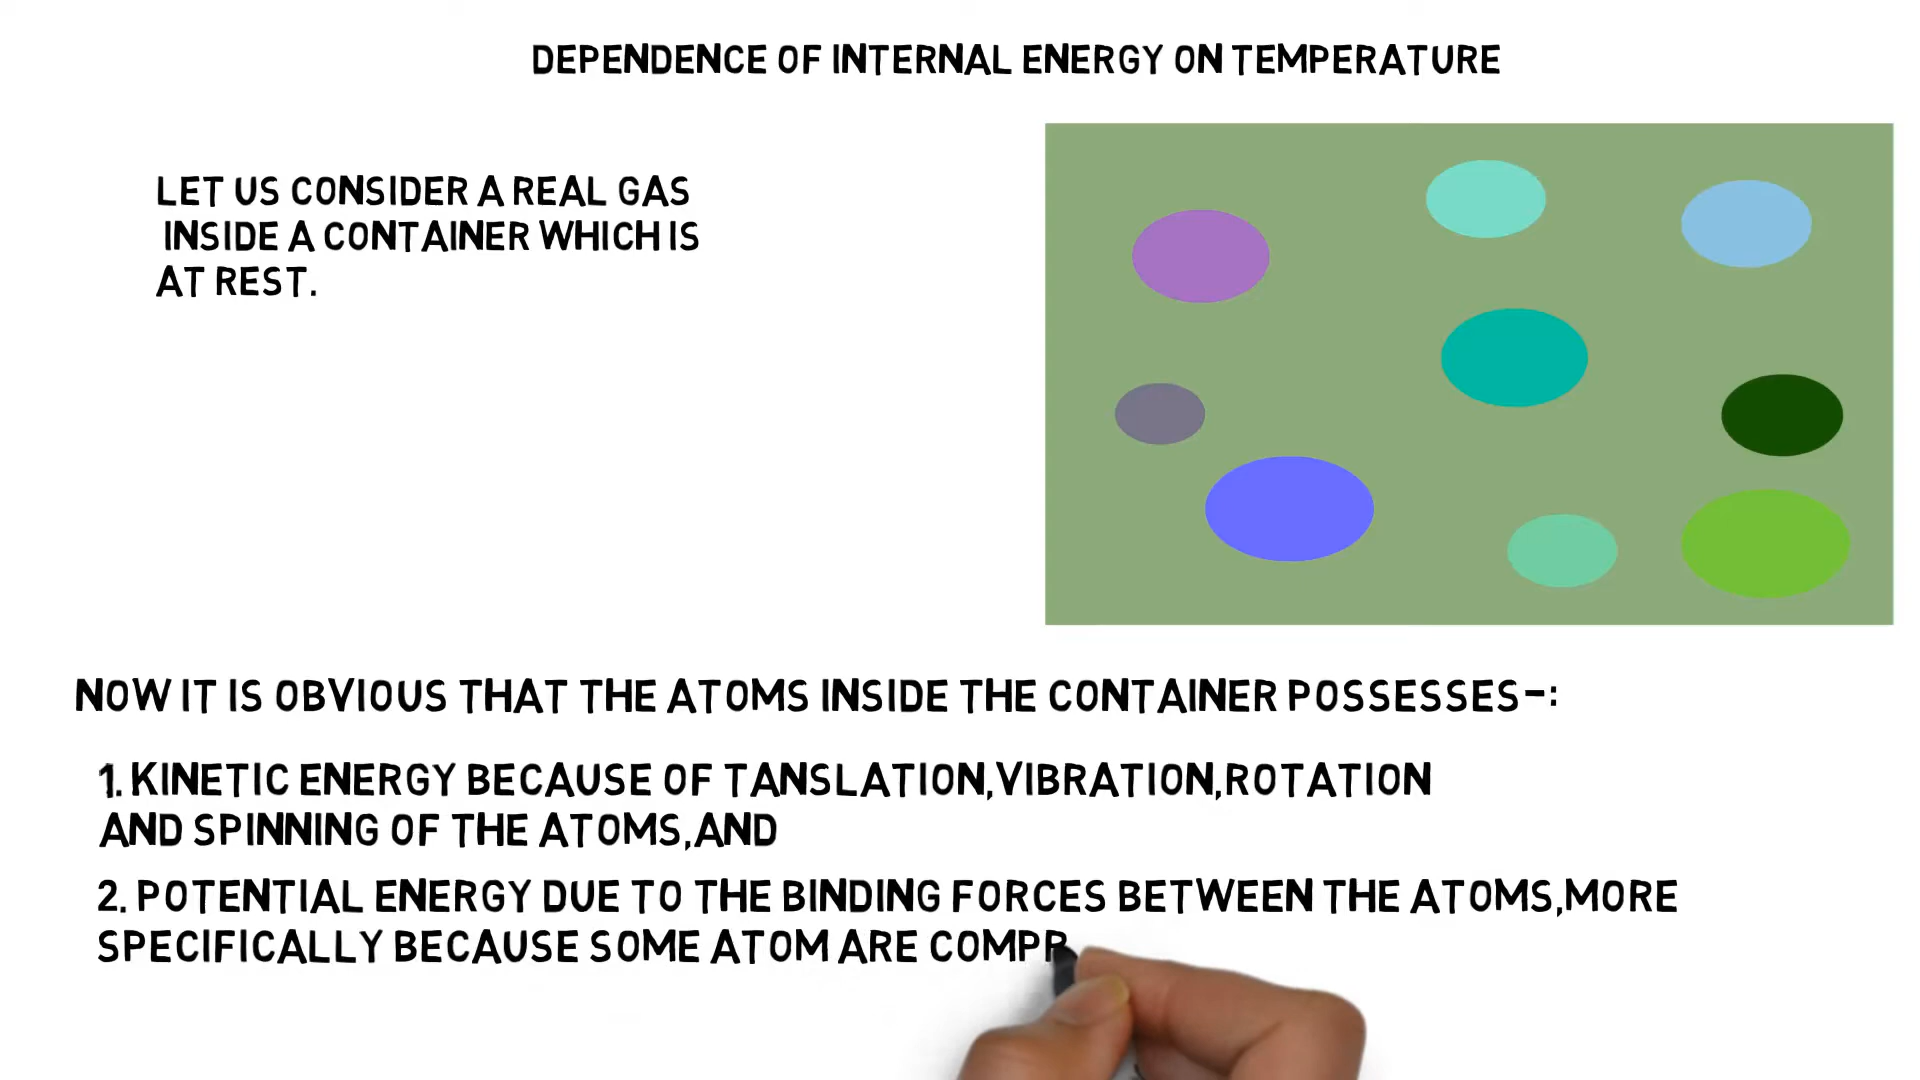 DEPENDENCE OF INTERNAL ENERGY ON TEMPERATURE
LET US CONSIDER A REAL GAS
INSIDE A CONTAINER WHICH IS
AT REST.
NOW IT IS OBVIOUS THAT THE ATOMS INSIDE THE CONTAINER POSSESSES-:
1. KINETIC ENERGY BECAUSE OF TANSLATION,VIBRATION,ROTATION
AND SPINNING OF THE ATOMS,AND
2. POTENTIAL ENERGY DUE TO THE BINDING FORCES BETWEEN THE ATOMS,MORE
SPECIFICALLY BECAUSE SOME ATOM ARE COMPR